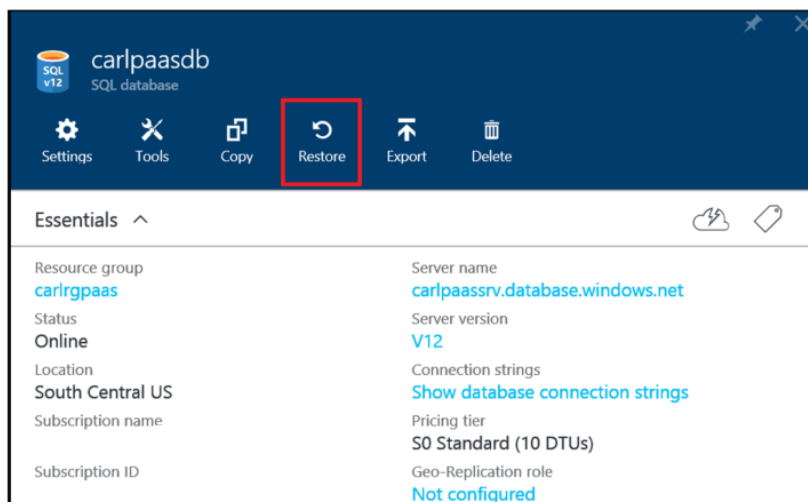 carlpaasdb
SQL v12
SQL database
Settings Tools Copy Restore Export Delete
Essentials
Resource group Server name
carlrgpaas carlpaassrv.database.windows.net
Status Server version
Online V12
Location Connection strings
South Central US Show database connection strings
Subscription name Pricing tier
S0 Standard (10 DTUs)
Subscription ID Geo-Replication role
Not configured